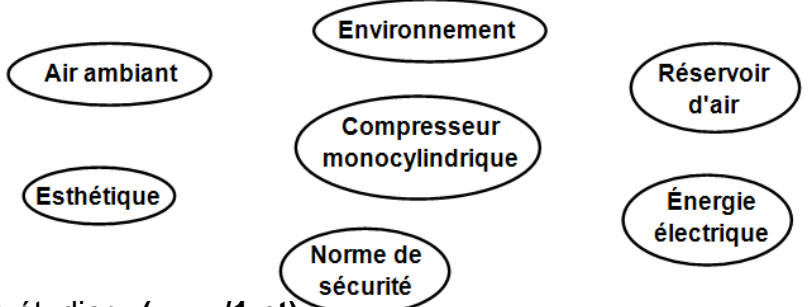 Environnement
Air ambiant
Réservoir
d'air
Compresseur
monocylindrique
Esthétique
Énergie
électrique
Norme de
sécurité